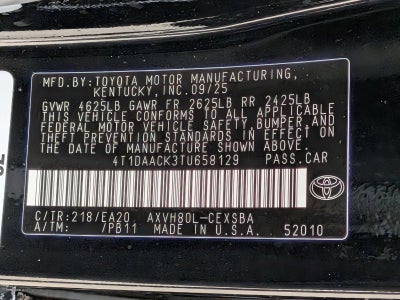 MFD.BY:TOYOTA MOTOR MANUFACTURING,
KENTUCKY,INC.09/25
GVWR 4625LB GAWR FR 2625LB RR 2425LB
THIS VEHICLE CONFORMS TO ALL APPLICABLE
FEDERAL MOTOR VEHICLE SAFETY, BUMPER AND
THEFT PREVENTION STANDARDS IN EFFECT ON THE
DATE OF MANUFACTURE SHOWN ABOVE.
4T1DAACK3TU658129 PASS.CAR
C/TR:218/EA20 AXVH80L-CEXSBA
A/TM: /PB11 MADE IN U.S.A 52010